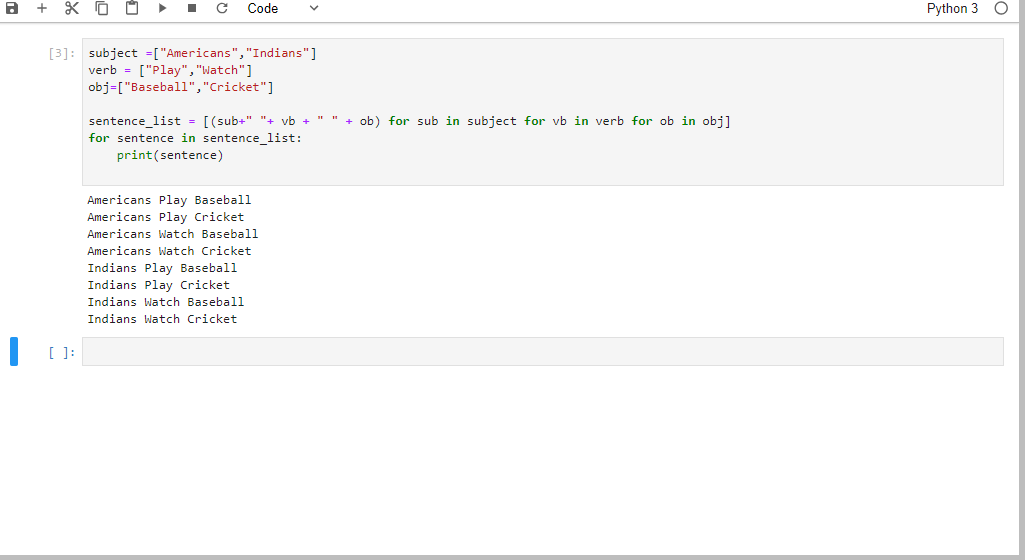 Code Python 3
[3]: subject =["Americans","Indians"]
verb = ["Play","Watch"]
obj=["Baseball","Cricket"]
sentence_list = [(sub+" "+ vb + " " + ob) for sub in subject for vb in verb for ob in obj]
for sentence in sentence_list:
    print(sentence)
Americans Play Baseball
Americans Play Cricket
Americans Watch Baseball
Americans Watch Cricket
Indians Play Baseball
Indians Play Cricket
Indians Watch Baseball
Indians Watch Cricket
[ ]: